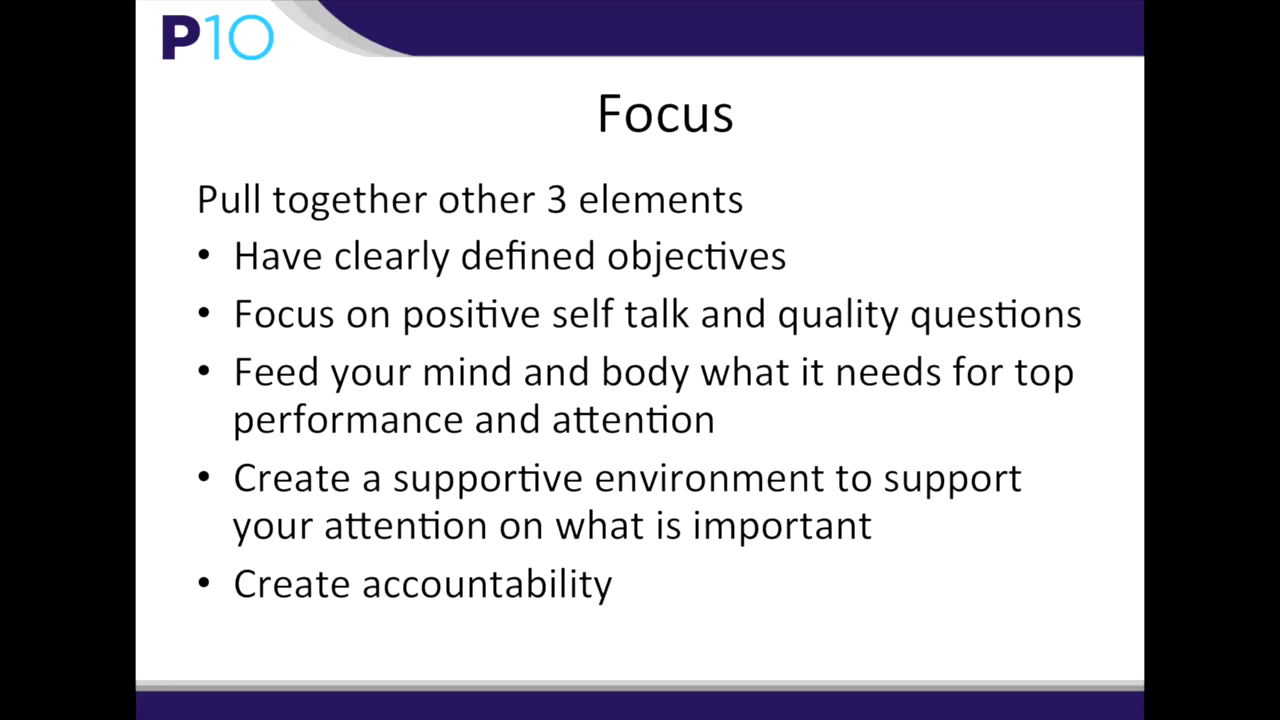 P10
Focus
Pull together other 3 elements
• Have clearly defined objectives
• Focus on positive self talk and quality questions
• Feed your mind and body what it needs for top
performance and attention
• Create a supportive environment to support
your attention on what is important
• Create accountability